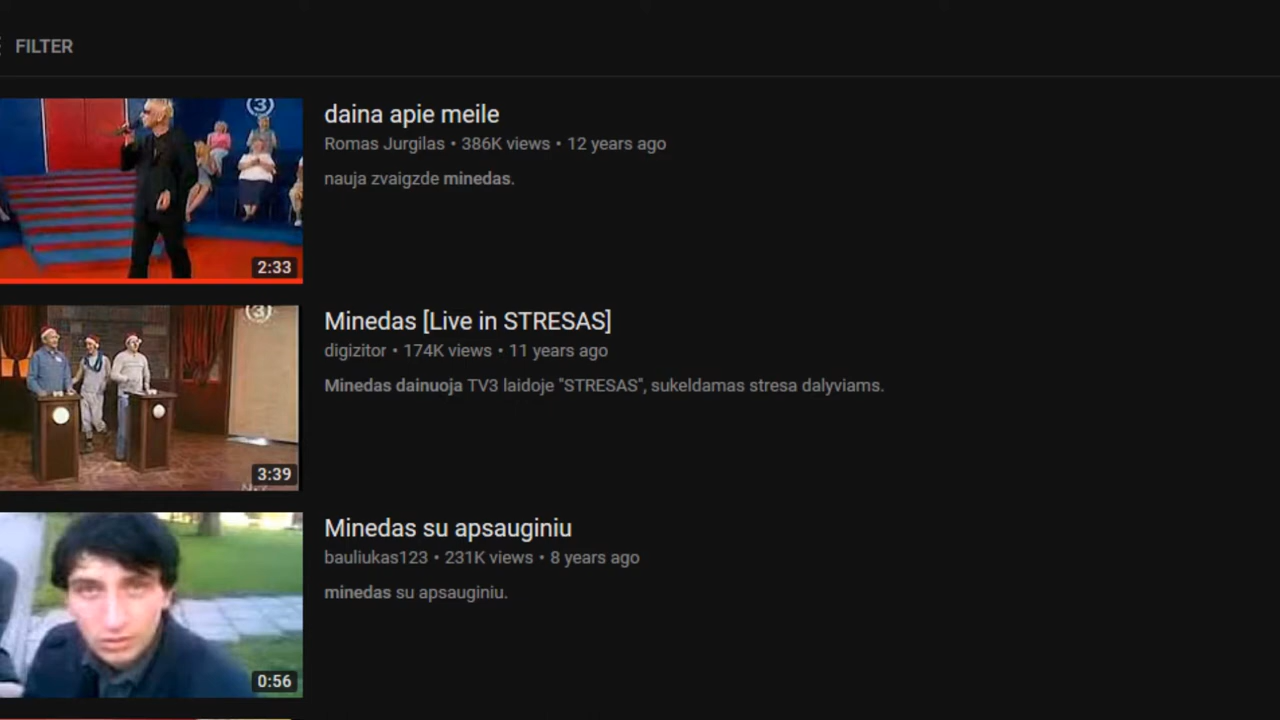 FILTER
3
daina apie meile
Romas Jurgilas • 386K views • 12 years ago
nauja zvaigzde minedas.
2:33
3
Minedas [Live in STRESAS]
digizitor • 174K views • 11 years ago
Minedas dainuoja TV3 laidoje "STRESAS", sukeldamas stresa dalyviams.
3:39
Minedas su apsauginiu
bauliukas123 • 231K views • 8 years ago
minedas su apsauginiu.
0:56